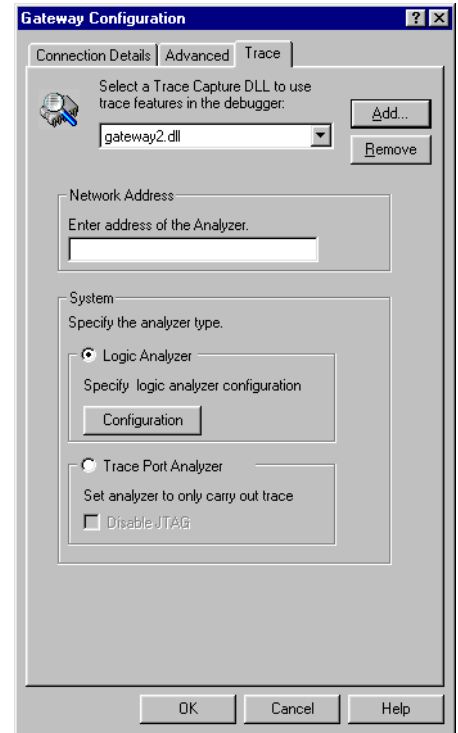 Gateway Configuration
Connection Details Advanced Trace
Select a Trace Capture DLL to use
trace features in the debugger:
gateway2.dll
Add...
Remove
Network Address
Enter address of the Analyzer.
System
Specify the analyzer type.
Logic Analyzer
Specify logic analyzer configuration
Configuration
Trace Port Analyzer
Set analyzer to only carry out trace
Disable JTAG
OK Cancel Help